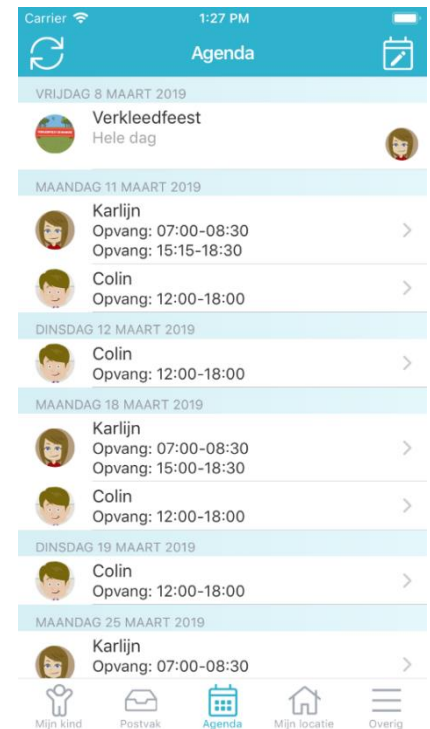 Carrier 1:27 PM
Agenda
VRIJDAG 8 MAART 2019
Verkleedfeest
Hele dag
MAANDAG 11 MAART 2019
Karlijn
Opvang: 07:00-08:30
Opvang: 15:15-18:30
Colin
Opvang: 12:00-18:00
DINSDAG 12 MAART 2019
Colin
Opvang: 12:00-18:00
MAANDAG 18 MAART 2019
Karlijn
Opvang: 07:00-08:30
Opvang: 15:00-18:30
Colin
Opvang: 12:00-18:00
DINSDAG 19 MAART 2019
Colin
Opvang: 12:00-18:00
MAANDAG 25 MAART 2019
Karlijn
Opvang: 07:00-08:30
Mijn kind Postvak Agenda Mijn locatie Overig